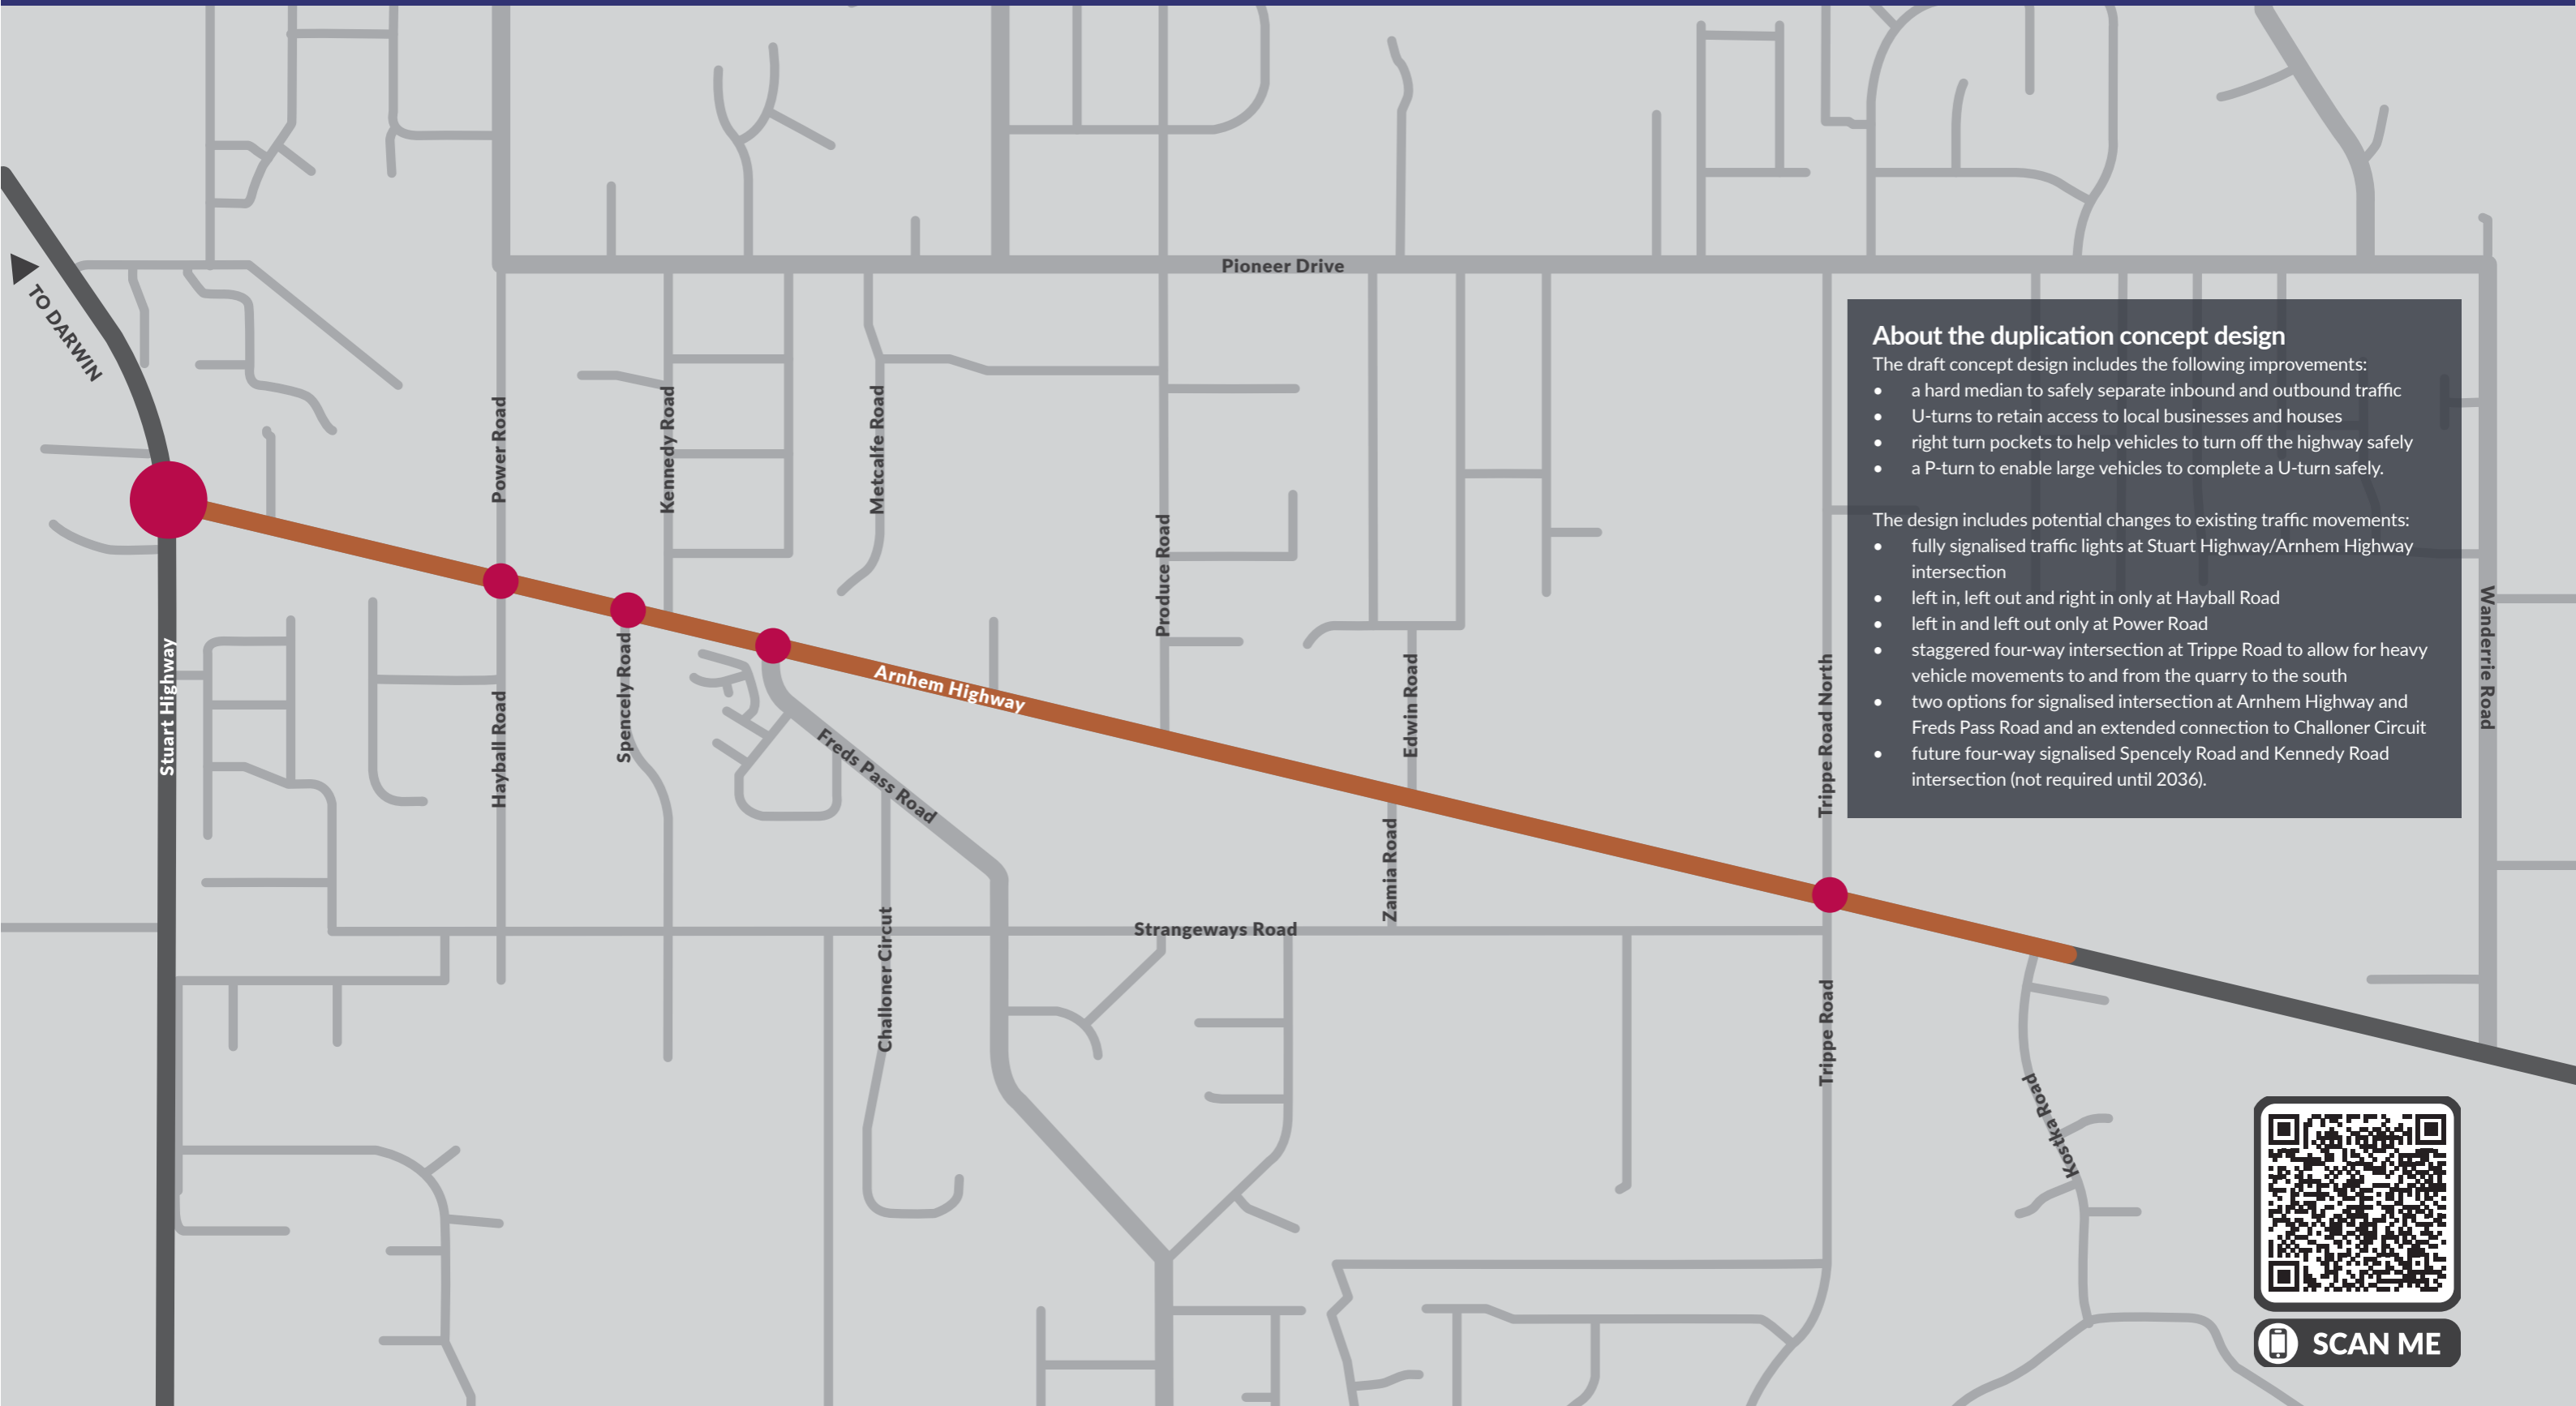 Pioneer Drive
TO DARWIN
About the duplication concept design
The draft concept design includes the following improvements:
• a hard median to safely separate inbound and outbound traffic
• U-turns to retain access to local businesses and houses
• right turn pockets to help vehicles to turn off the highway safely
• a P-turn to enable large vehicles to complete a U-turn safely.
The design includes potential changes to existing traffic movements:
• fully signalised traffic lights at Stuart Highway/Arnhem Highway
intersection
• left in, left out and right in only at Hayball Road
• left in and left out only at Power Road
• staggered four-way intersection at Trippe Road to allow for heavy
vehicle movements to and from the quarry to the south
• two options for signalised intersection at Arnhem Highway and
Freds Pass Road and an extended connection to Challoner Circuit
• future four-way signalised Spencely Road and Kennedy Road
intersection (not required until 2036).
Power Road
Kennedy Road
Metcalfe Road
Produce Road
Wanderrie Road
Stuart Highway
Hayball Road
Spencely Road
Arnhem Highway
Freds Pass Road
Edwin Road
Trippe Road North
Zamia Road
Strangeways Road
Challoner Circut
Trippe Road
Kostka Road
SCAN ME